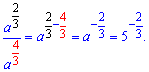 a^{2/3} / a^{4/3} = a^{2/3 - 4/3} = a^{-2/3} = 5^{-2/3}.